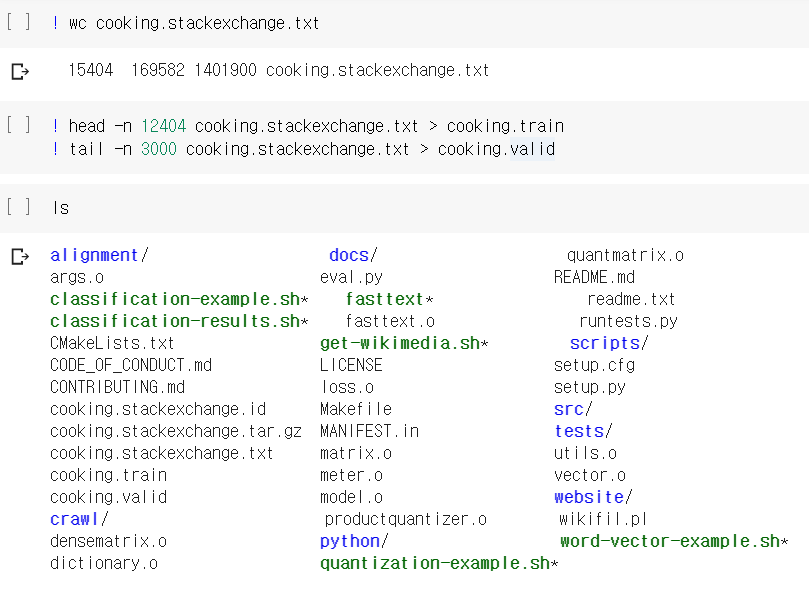 [ ] ! wc cooking.stackexchange.txt
15404 169582 1401900 cooking.stackexchange.txt
[ ] ! head -n 12404 cooking.stackexchange.txt > cooking.train
! tail -n 3000 cooking.stackexchange.txt > cooking.valid
[ ] ls
alignment/ docs/ quantmatrix.o
args.o eval.py README.md
classification-example.sh* fasttext* readme.txt
classification-results.sh* fasttext.o runtests.py
CMakeLists.txt get-wikimedia.sh* scripts/
CODE_OF_CONDUCT.md LICENSE setup.cfg
CONTRIBUTING.md loss.o setup.py
cooking.stackexchange.id Makefile src/
cooking.stackexchange.tar.gz MANIFEST.in tests/
cooking.stackexchange.txt matrix.o utils.o
cooking.train meter.o vector.o
cooking.valid model.o website/
crawl/ productquantizer.o wikifil.pl
densematrix.o python/ word-vector-example.sh*
dictionary.o quantization-example.sh*